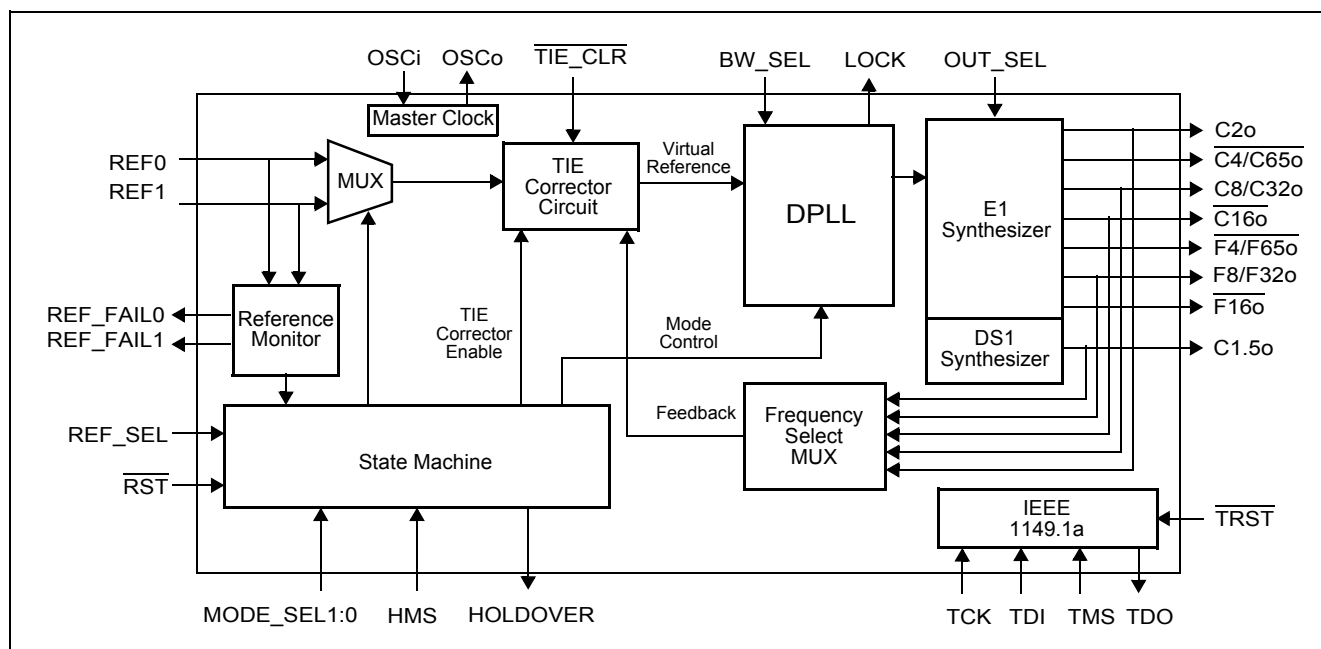 OSCi OSCo TIE_CLR BW_SEL LOCK OUT_SEL
Master Clock
REF0
REF1
MUX
TIE
Corrector
Circuit
Virtual
Reference
DPLL
E1
Synthesizer
DS1
Synthesizer
C2o
C4/C65o
C8/C32o
C16o
F4/F65o
F8/F32o
F16o
C1.5o
REF_FAIL0
REF_FAIL1
Reference
Monitor
TIE
Corrector
Enable
Mode
Control
Feedback
Frequency
Select
MUX
REF_SEL
RST
State Machine
IEEE
1149.1a
TRST
MODE_SEL1:0 HMS HOLDOVER
TCK TDI TMS TDO